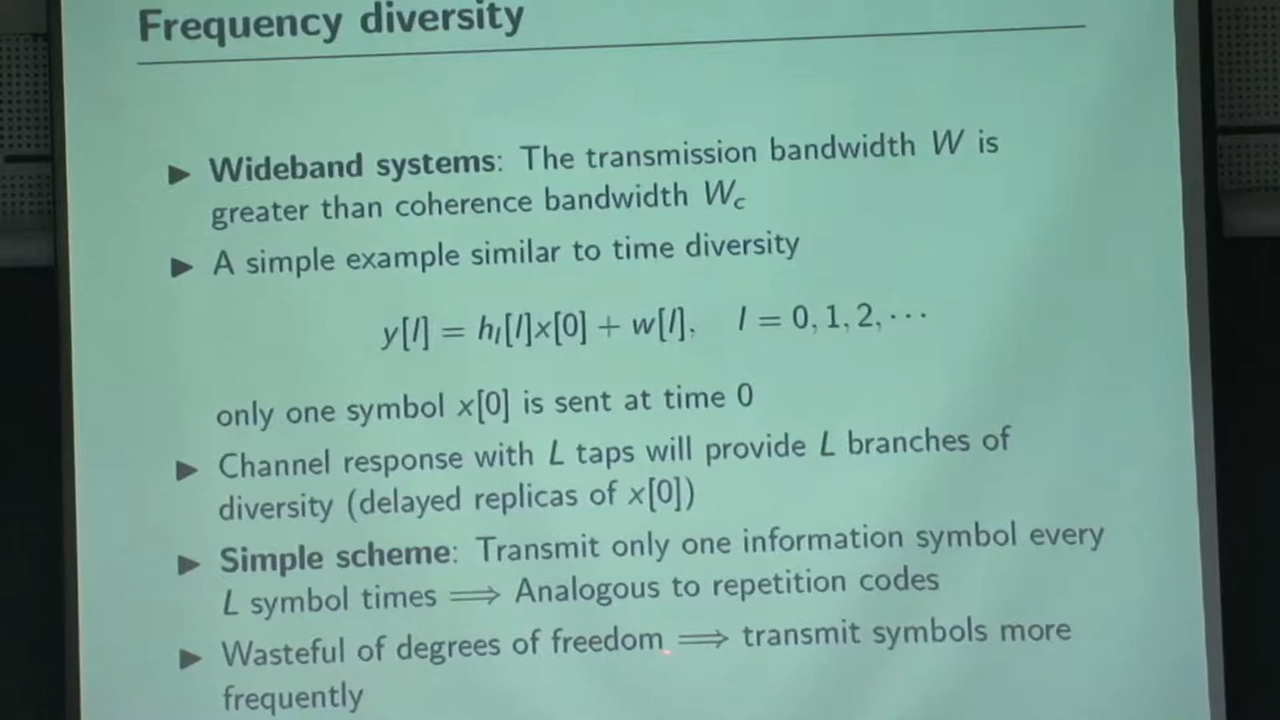 Frequency diversity
▶ Wideband systems: The transmission bandwidth W is
greater than coherence bandwidth W_c
▶ A simple example similar to time diversity
y[l] = h_l[l]x[0] + w[l], l = 0, 1, 2, ⋯
only one symbol x[0] is sent at time 0
▶ Channel response with L taps will provide L branches of
diversity (delayed replicas of x[0])
▶ Simple scheme: Transmit only one information symbol every
L symbol times ⟹ Analogous to repetition codes
▶ Wasteful of degrees of freedom ⟹ transmit symbols more
frequently